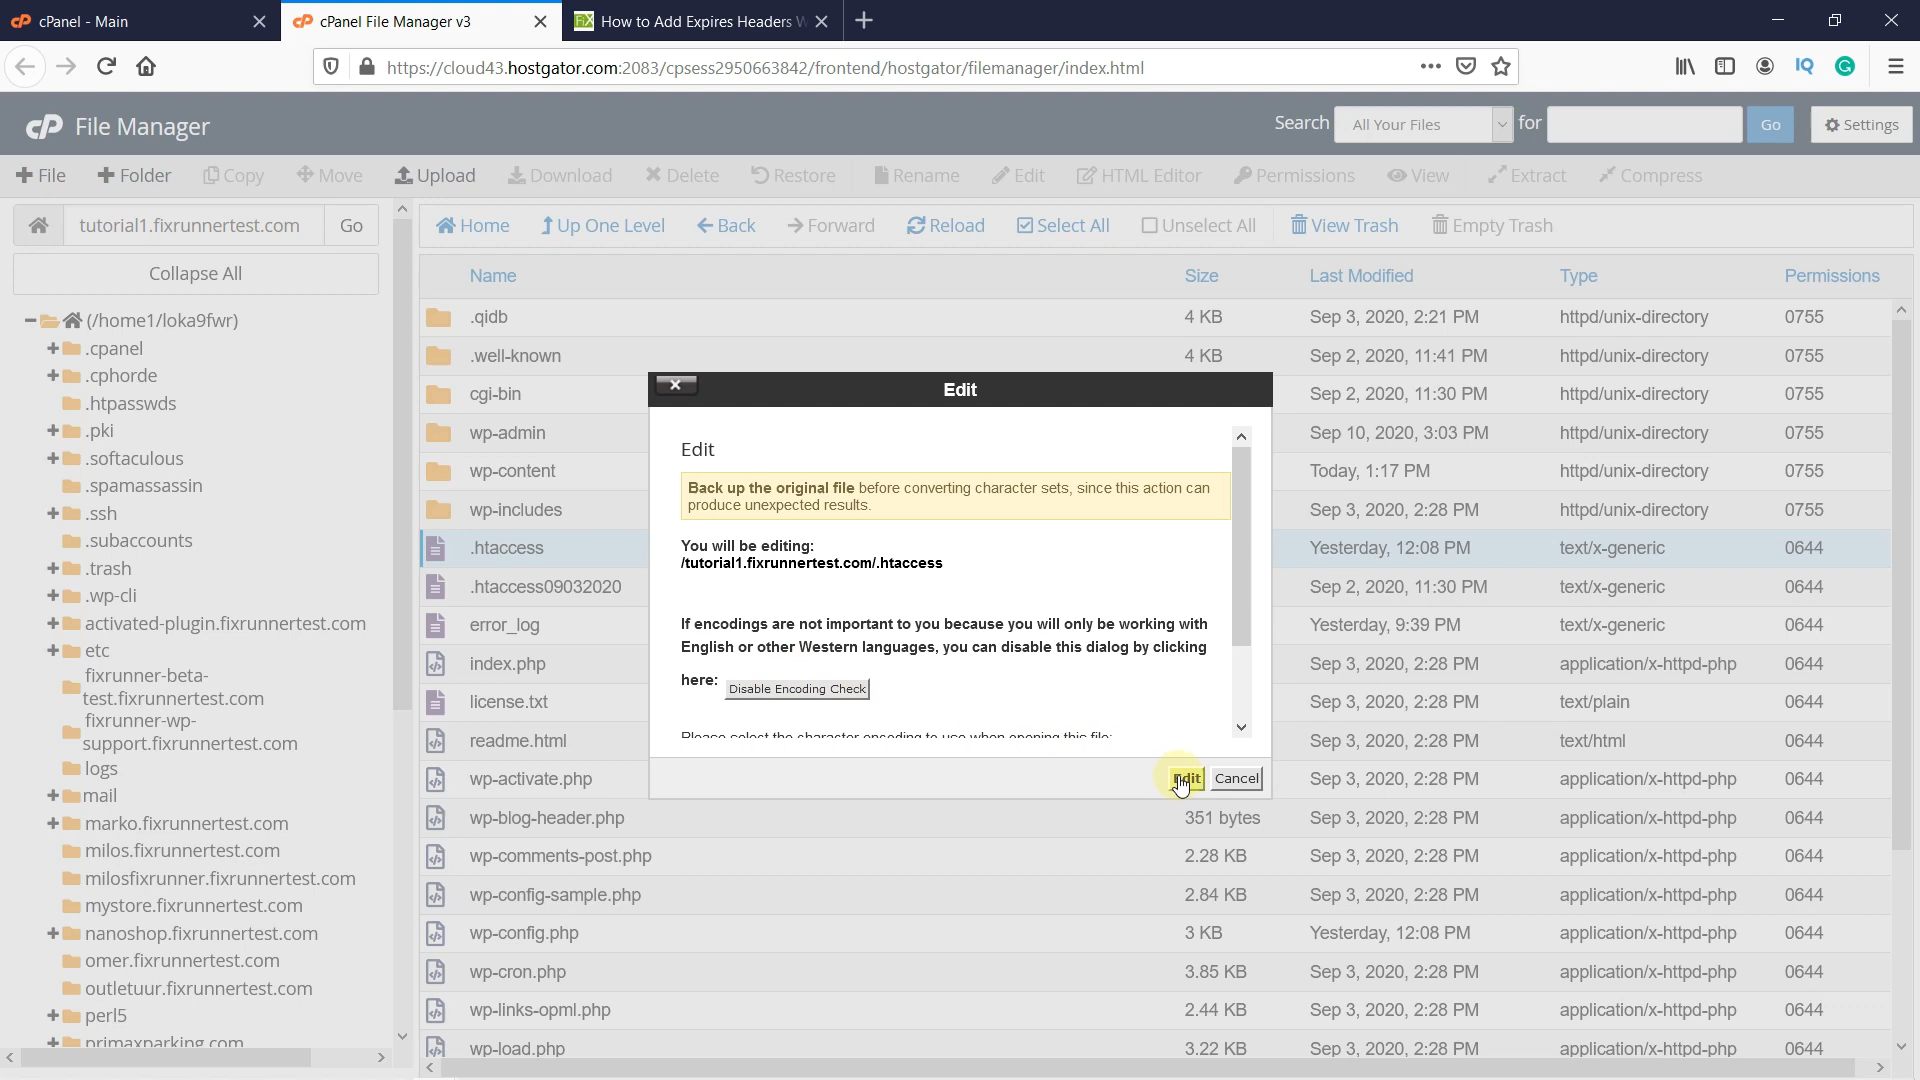 cPanel - Main
cPanel File Manager v3
How to Add Expires Headers W
https://cloud43.hostgator.com:2083/cpsess2950663842/frontend/hostgator/filemanager/index.html
IQ
cP File Manager
Search All Your Files for Go Settings
File Folder Copy Move Upload Download Delete Restore Rename Edit HTML Editor Permissions View Extract Compress
tutorial1.fixrunnertest.com Go
Home Up One Level Back Forward Reload Select All Unselect All View Trash Empty Trash
Collapse All
(/home1/loka9fwr)
.cpanel
.cphorde
.htpasswds
.pki
.softaculous
.spamassassin
.ssh
.subaccounts
.trash
.wp-cli
activated-plugin.fixrunnertest.com
etc
fixrunner-beta-
test.fixrunnertest.com
fixrunner-wp-
support.fixrunnertest.com
logs
mail
marko.fixrunnertest.com
milos.fixrunnertest.com
milosfixrunner.fixrunnertest.com
mystore.fixrunnertest.com
nanoshop.fixrunnertest.com
omer.fixrunnertest.com
outletuur.fixrunnertest.com
perl5
primaxparking.com
Name Size Last Modified Type Permissions
.qidb 4 KB Sep 3, 2020, 2:21 PM httpd/unix-directory 0755
.well-known 4 KB Sep 2, 2020, 11:41 PM httpd/unix-directory 0755
cgi-bin Sep 2, 2020, 11:30 PM httpd/unix-directory 0755
wp-admin Sep 10, 2020, 3:03 PM httpd/unix-directory 0755
wp-content Today, 1:17 PM httpd/unix-directory 0755
wp-includes Sep 3, 2020, 2:28 PM httpd/unix-directory 0755
.htaccess Yesterday, 12:08 PM text/x-generic 0644
.htaccess09032020 Sep 2, 2020, 11:30 PM text/x-generic 0644
error_log Yesterday, 9:39 PM text/x-generic 0644
index.php Sep 3, 2020, 2:28 PM application/x-httpd-php 0644
license.txt Sep 3, 2020, 2:28 PM text/plain 0644
readme.html Sep 3, 2020, 2:28 PM text/html 0644
wp-activate.php Sep 3, 2020, 2:28 PM application/x-httpd-php 0644
wp-blog-header.php 351 bytes Sep 3, 2020, 2:28 PM application/x-httpd-php 0644
wp-comments-post.php 2.28 KB Sep 3, 2020, 2:28 PM application/x-httpd-php 0644
wp-config-sample.php 2.84 KB Sep 3, 2020, 2:28 PM application/x-httpd-php 0644
wp-config.php 3 KB Yesterday, 12:08 PM application/x-httpd-php 0644
wp-cron.php 3.85 KB Sep 3, 2020, 2:28 PM application/x-httpd-php 0644
wp-links-opml.php 2.44 KB Sep 3, 2020, 2:28 PM application/x-httpd-php 0644
wp-load.php 3.22 KB Sep 3, 2020, 2:28 PM application/x-httpd-php 0644
Edit
Edit
Back up the original file before converting character sets, since this action can
produce unexpected results.
You will be editing:
/tutorial1.fixrunnertest.com/.htaccess
If encodings are not important to you because you will only be working with
English or other Western languages, you can disable this dialog by clicking
here: Disable Encoding Check
Please select the character encoding to use when opening this file:
Edit Cancel